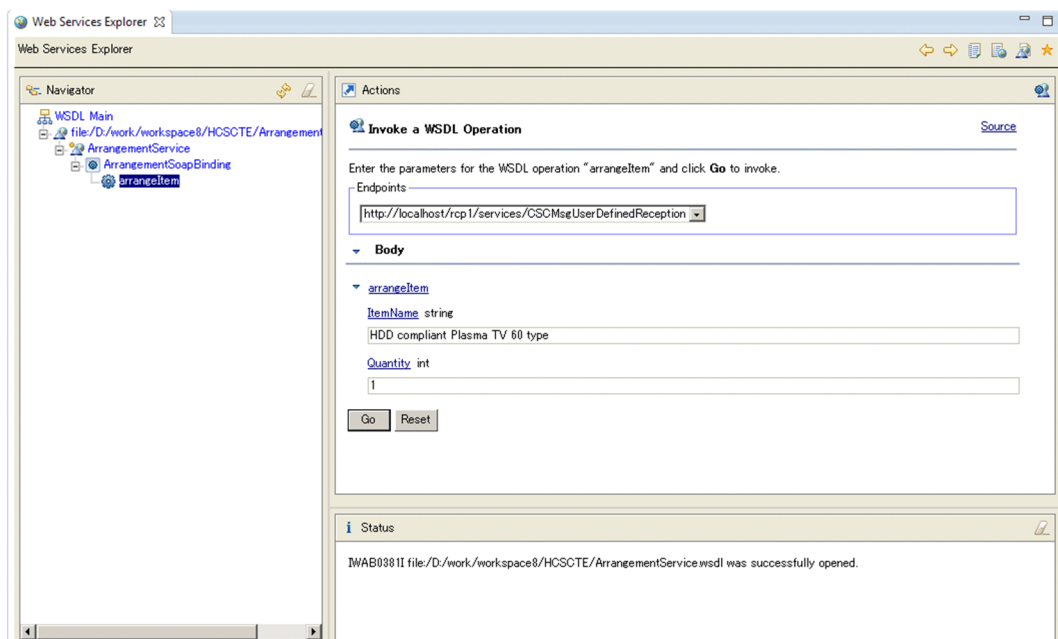 Web Services Explorer
Web Services Explorer
Navigator
WSDL Main
file:/D:/work/workspace8/HCSCTE/Arrangement
ArrangementService
ArrangementSoapBinding
arrangeItem
Actions
Invoke a WSDL Operation
Source
Enter the parameters for the WSDL operation "arrangeItem" and click Go to invoke.
Endpoints
http://localhost/rcp1/services/CSCMsgUserDefinedReception
Body
arrangeItem
ItemName string
HDD compliant Plasma TV 60 type
Quantity int
1
Go Reset
i Status
IWAB0381I file:/D:/work/workspace8/HCSCTE/ArrangementService.wsdl was successfully opened.